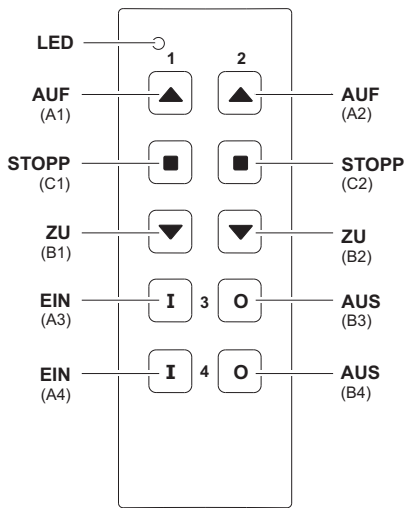 LED
1 2
AUF
(A1)
AUF
(A2)
STOPP
(C1)
STOPP
(C2)
ZU
(B1)
ZU
(B2)
EIN
(A3)
I 3 O
AUS
(B3)
EIN
(A4)
I 4 O
AUS
(B4)